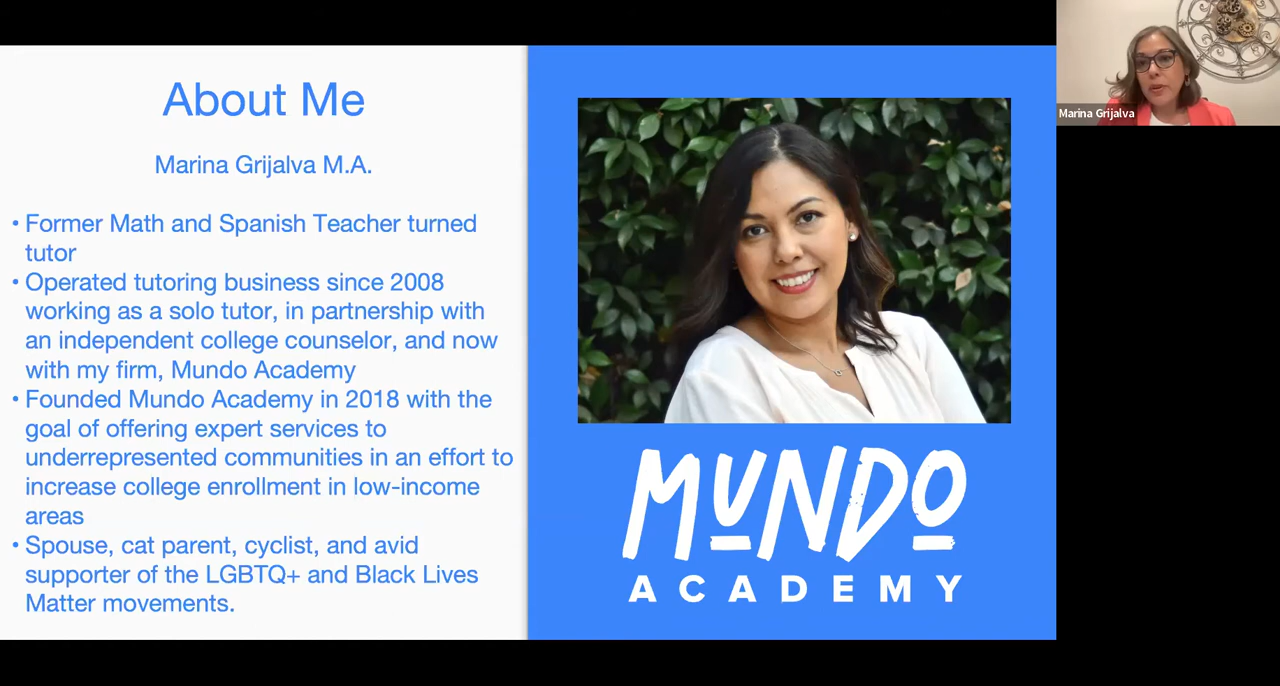 About Me
Marina Grijalva M.A.
• Former Math and Spanish Teacher turned
tutor
• Operated tutoring business since 2008
working as a solo tutor, in partnership with
an independent college counselor, and now
with my firm, Mundo Academy
• Founded Mundo Academy in 2018 with the
goal of offering expert services to
underrepresented communities in an effort to
increase college enrollment in low-income
areas
• Spouse, cat parent, cyclist, and avid
supporter of the LGBTQ+ and Black Lives
Matter movements.
MUNDO
ACADEMY
Marina Grijalva